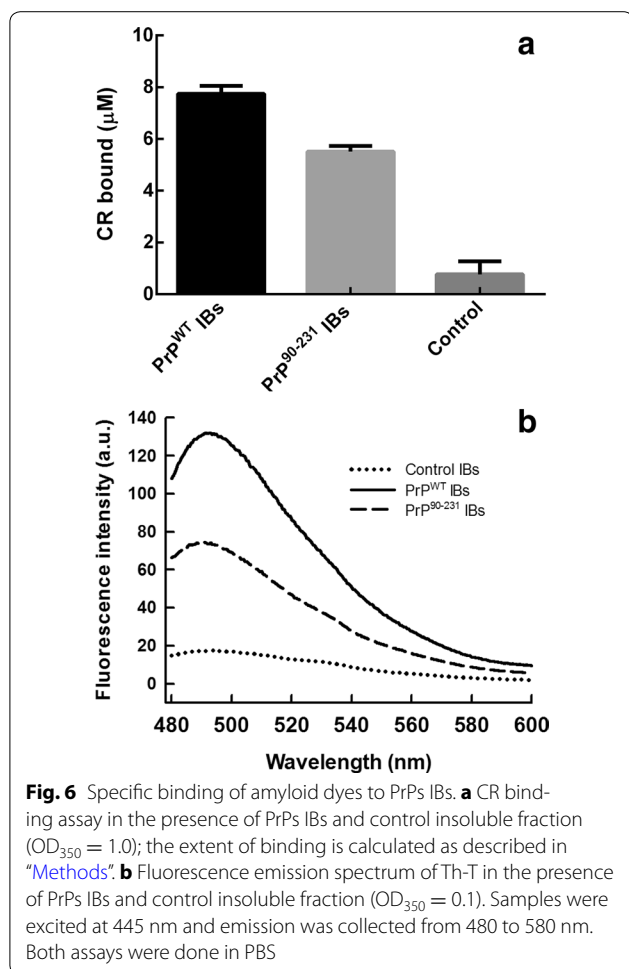 a
CR bound (μM)
10
8
6
4
2
0
PrP^WT IBs
PrP^90-231 IBs
Control
b
Fluorescence intensity (a.u.)
140
120
100
80
60
40
20
0
Control IBs
PrP^WT IBs
PrP^90-231 IBs
480 500 520 540 560 580 600
Wavelength (nm)
Fig. 6 Specific binding of amyloid dyes to PrPs IBs. a CR bind-
ing assay in the presence of PrPs IBs and control insoluble fraction
(OD₃₅₀ = 1.0); the extent of binding is calculated as described in
“Methods”. b Fluorescence emission spectrum of Th-T in the presence
of PrPs IBs and control insoluble fraction (OD₃₅₀ = 0.1). Samples were
excited at 445 nm and emission was collected from 480 to 580 nm.
Both assays were done in PBS